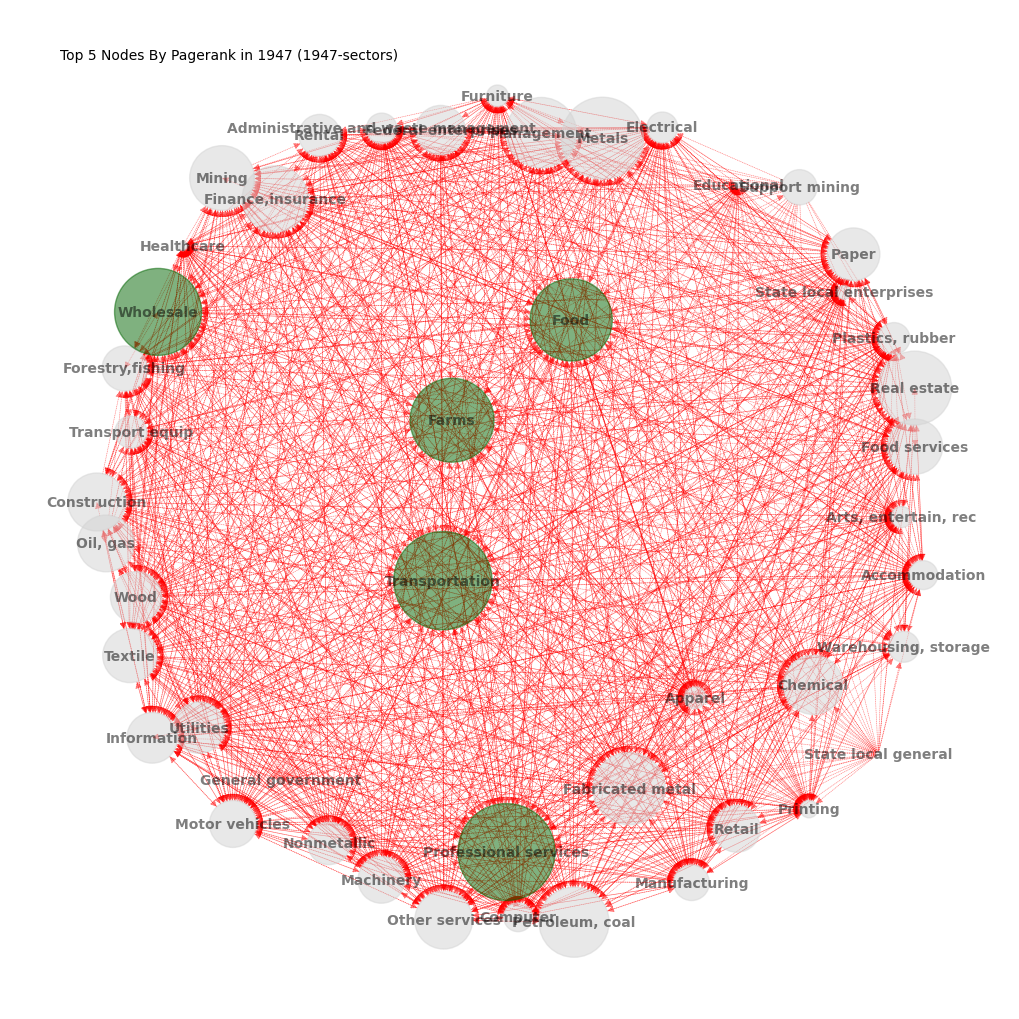 Top 5 Nodes By Pagerank in 1947 (1947-sectors)
Furniture
Administrative and waste management
Federal enterprises
Rental
Management
Metals
Electrical
Mining
Educational
Support mining
Finance,insurance
Healthcare
Paper
State local enterprises
Wholesale
Food
Plastics, rubber
Forestry,fishing
Real estate
Farms
Transport equip
Food services
Construction
Arts, entertain, rec
Oil, gas
Transportation
Accommodation
Wood
Textile
Warehousing, storage
Chemical
Apparel
Utilities
Information
State local general
General government
Fabricated metal
Printing
Motor vehicles
Retail
Nonmetallic
Professional services
Machinery
Manufacturing
Other services
Computer
Petroleum, coal